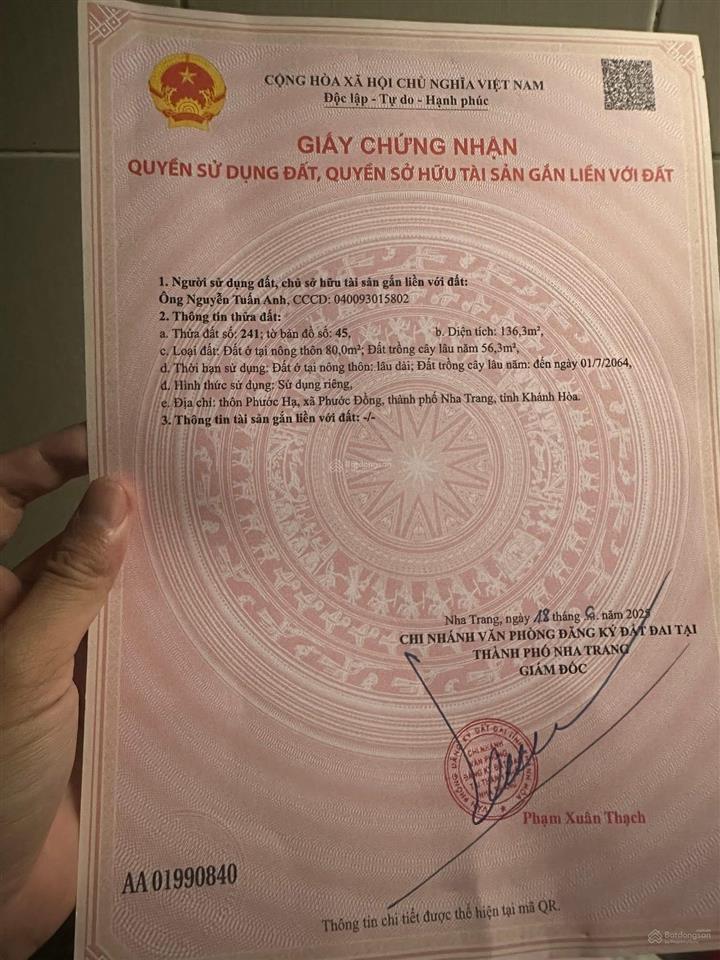 CỘNG HÒA XÃ HỘI CHỦ NGHĨA VIỆT NAM
Độc lập - Tự do - Hạnh phúc
GIẤY CHỨNG NHẬN
QUYỀN SỬ DỤNG ĐẤT, QUYỀN SỞ HỮU TÀI SẢN GẮN LIỀN VỚI ĐẤT
1. Người sử dụng đất, chủ sở hữu tài sản gắn liền với đất:
Ông Nguyễn Tuấn Anh, CCCD: 040093015802
2. Thông tin thửa đất:
a. Thửa đất số: 241; tờ bản đồ số: 45, b. Diện tích: 136,3m²,
c. Loại đất: Đất ở tại nông thôn 80,0m²; Đất trồng cây lâu năm 56,3m²,
d. Thời hạn sử dụng: Đất ở tại nông thôn: lâu dài; Đất trồng cây lâu năm: đến ngày 01/7/2064,
đ. Hình thức sử dụng: Sử dụng riêng,
e. Địa chỉ: thôn Phước Hạ, xã Phước Đồng, thành phố Nha Trang, tỉnh Khánh Hòa.
3. Thông tin tài sản gắn liền với đất: -/-
Batdongsan
Nha Trang, ngày 18 tháng năm 2025
CHI NHÁNH VĂN PHÒNG ĐĂNG KÝ ĐẤT ĐAI TẠI
THÀNH PHỐ NHA TRANG
GIÁM ĐỐC
CHI NHÁNH
VĂN PHÒNG
ĐĂNG KÝ
Phạm Xuân Thạch
AA 01990840
Thông tin chi tiết được thể hiện tại mã QR.
Batdongsan